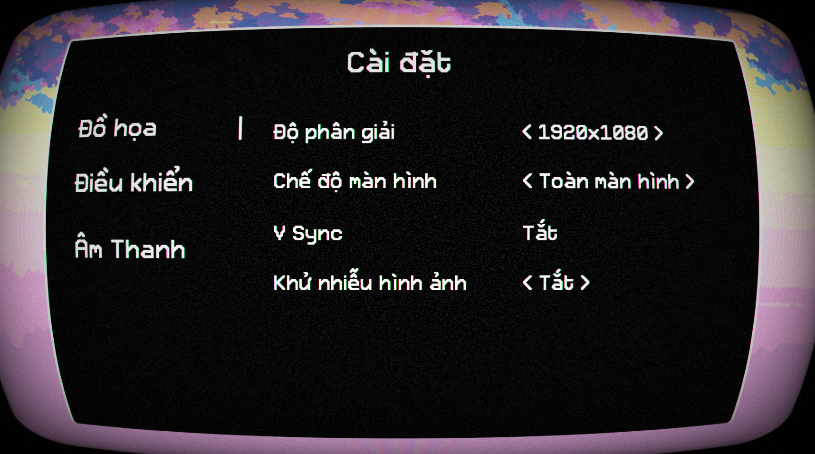 Cài đặt
Đồ họa
Điều khiển
Âm Thanh
Độ phân giải < 1920x1080 >
Chế độ màn hình < Toàn màn hình >
V Sync Tắt
Khử nhiễu hình ảnh < Tắt >